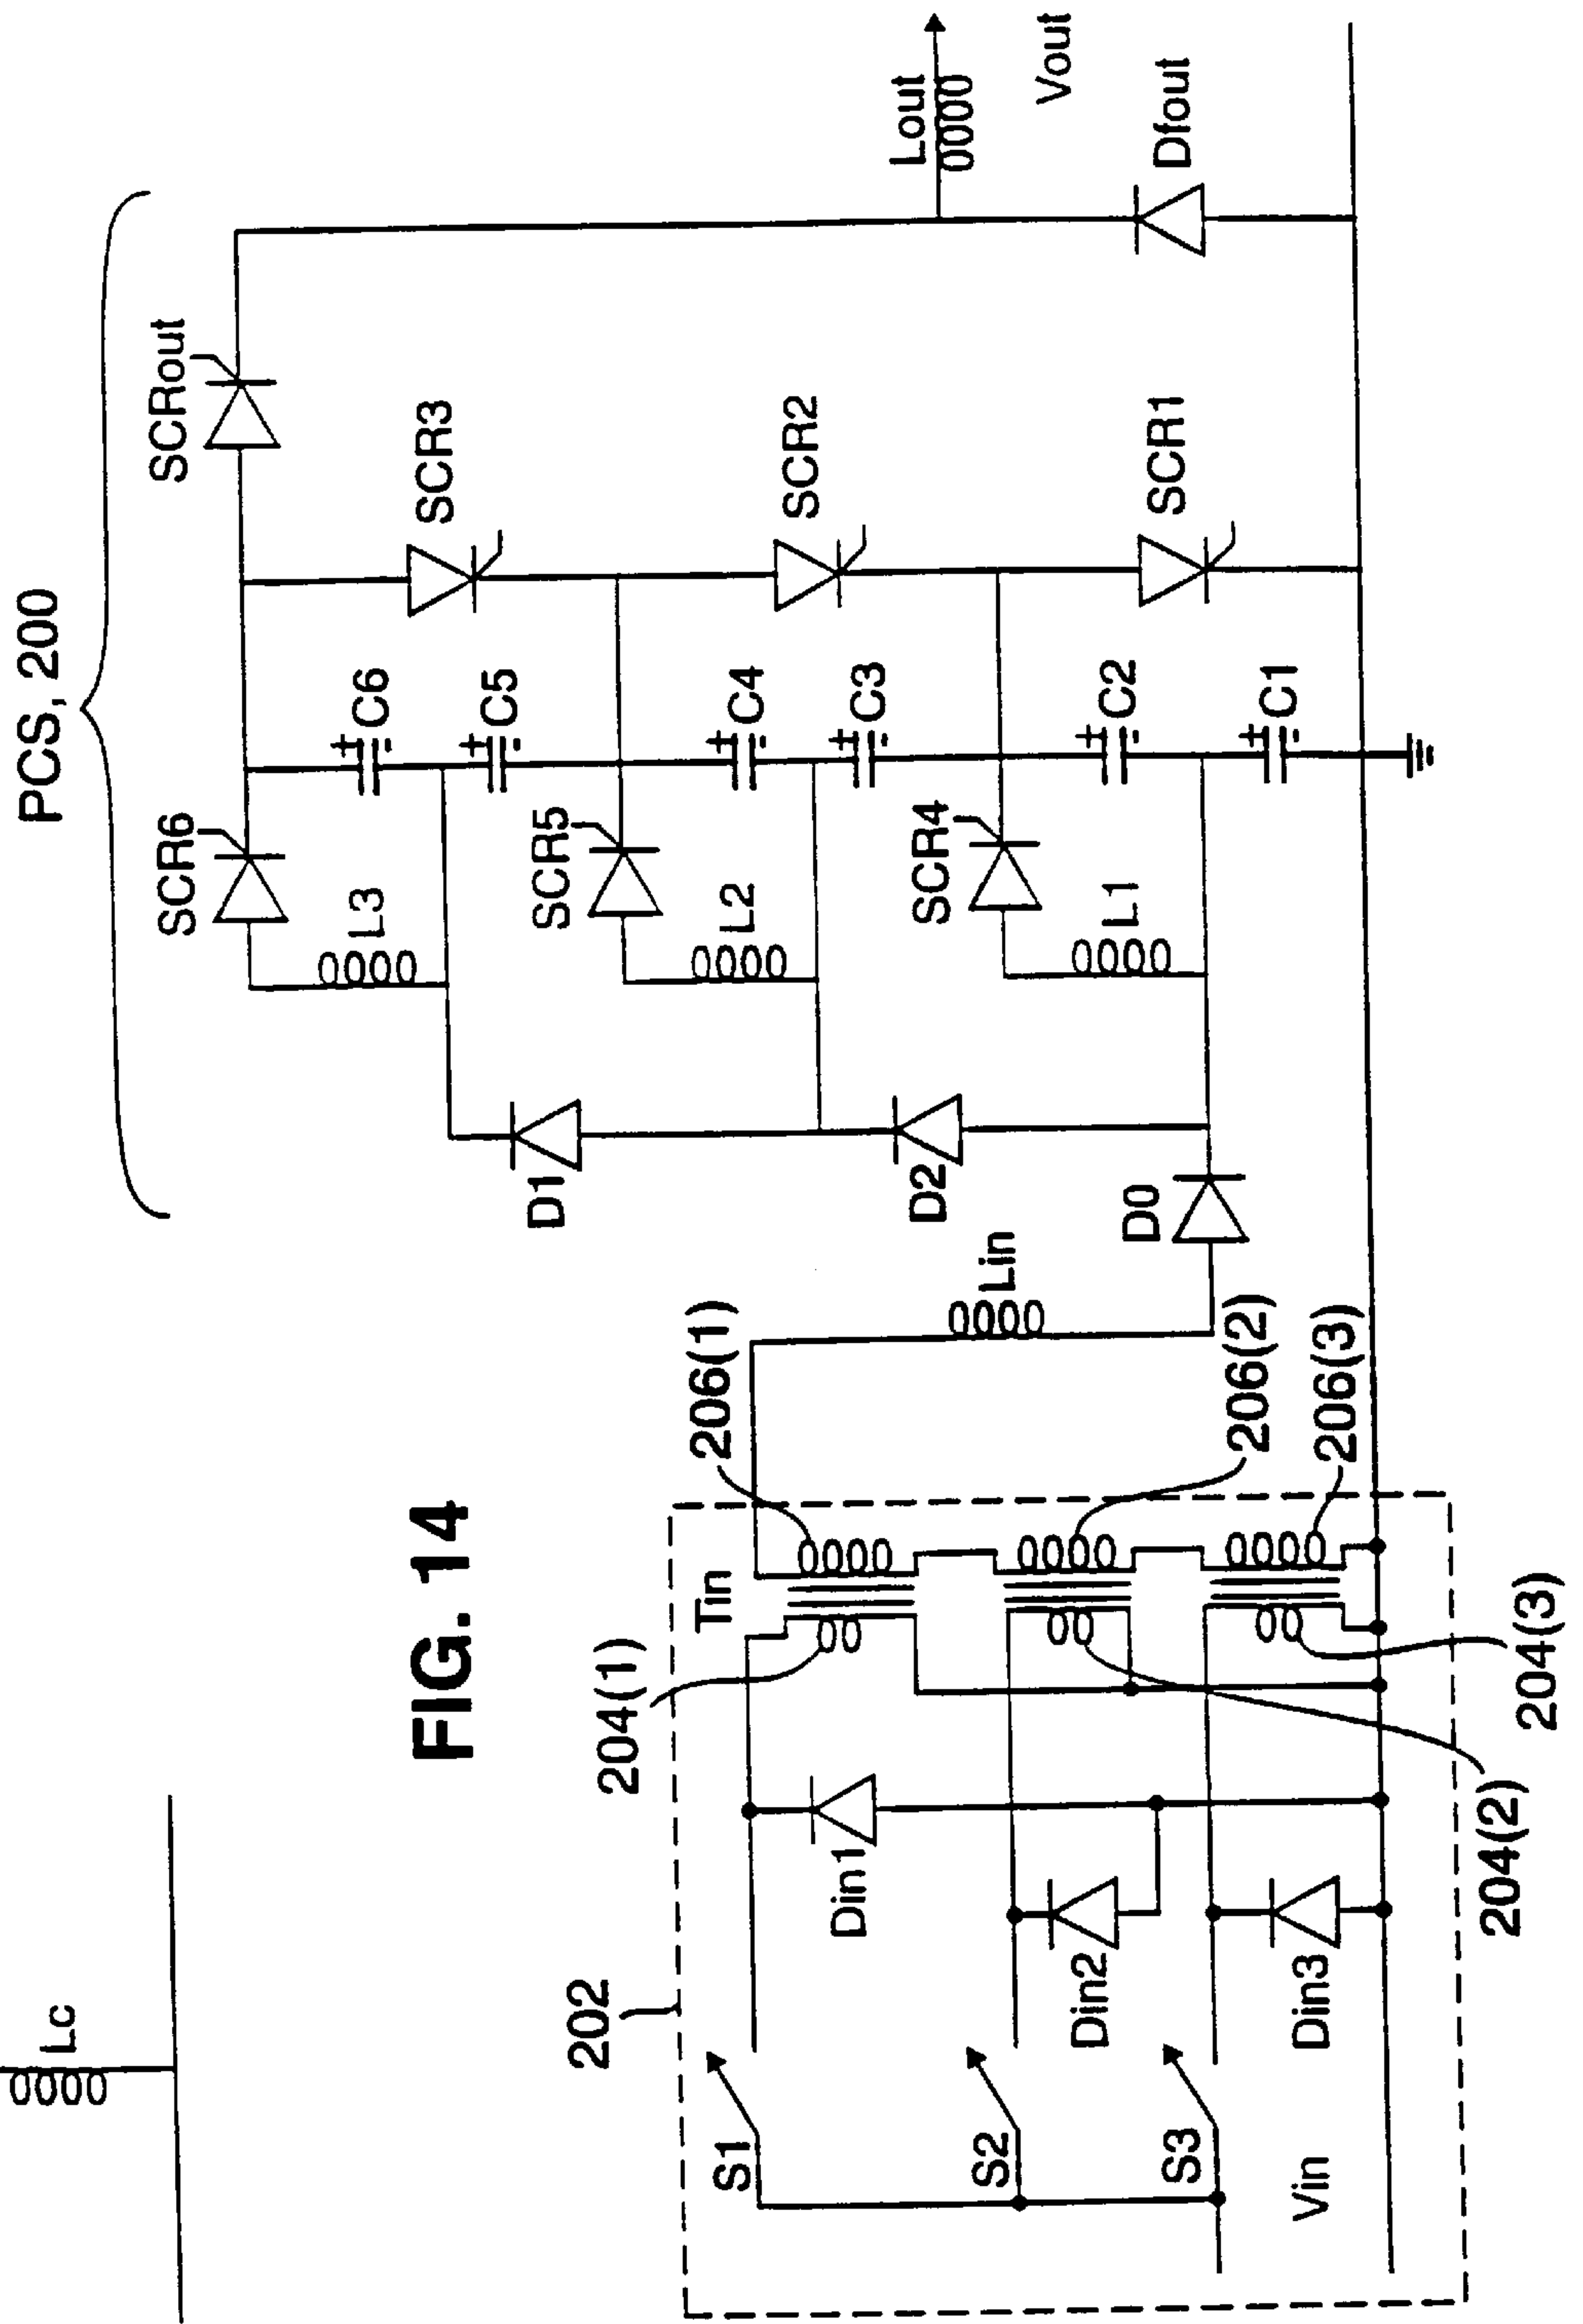 PCS, 200
SCRout
SCR6
SCR3
L3
C6
C5
SCR5
SCR2
L2
C4
C3
SCR4
SCR1
L1
C2
C1
Lout
Vout
Dfout
D1
D2
D0
Lin
206(1)
206(2)
206(3)
FIG. 14
Tin
204(1)
204(2)
204(3)
202
Din1
Din2
Din3
S1
S2
S3
Vin
Lc